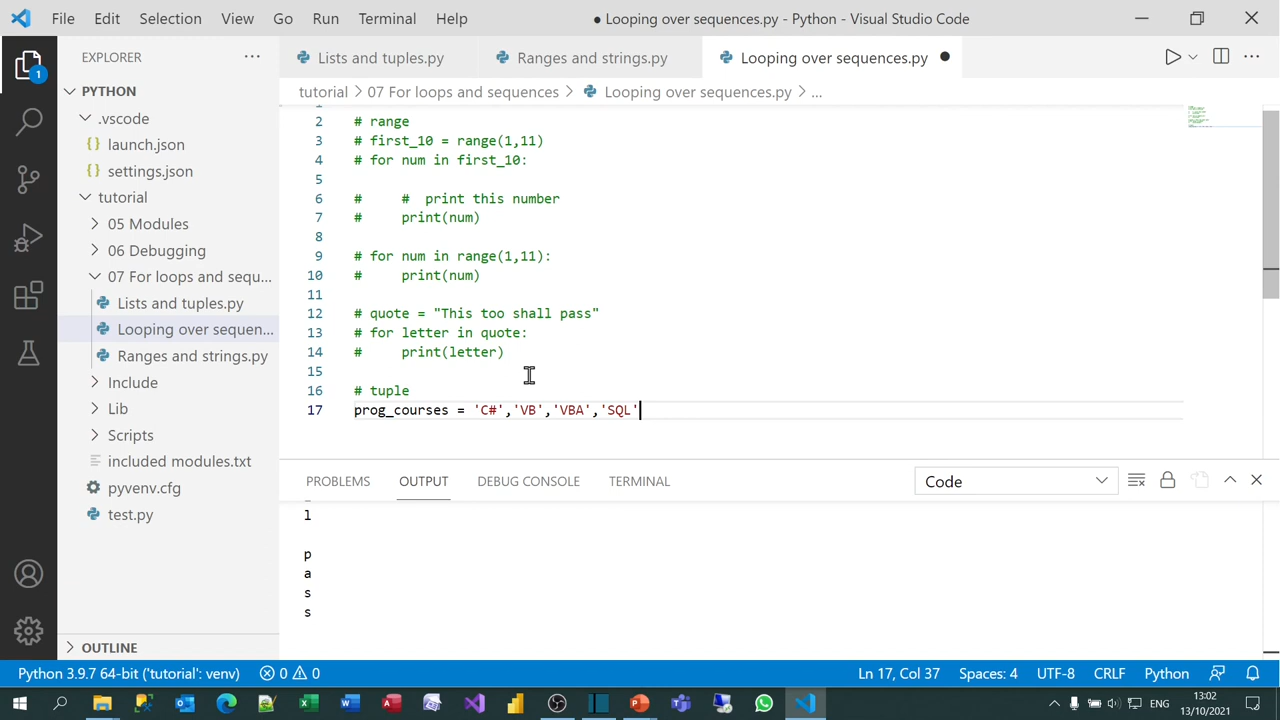 File Edit Selection View Go Run Terminal Help
● Looping over sequences.py - Python - Visual Studio Code
EXPLORER
Lists and tuples.py
Ranges and strings.py
Looping over sequences.py
tutorial > 07 For loops and sequences > Looping over sequences.py > ...
1
PYTHON
.vscode
launch.json
settings.json
tutorial
05 Modules
06 Debugging
07 For loops and sequ...
Lists and tuples.py
Looping over sequen...
Ranges and strings.py
Include
Lib
Scripts
included modules.txt
pyvenv.cfg
test.py
OUTLINE
2 # range
3 # first_10 = range(1,11)
4 # for num in first_10:
5
6 #     #  print this number
7 #     print(num)
8
9 # for num in range(1,11):
10 #     print(num)
11
12 # quote = "This too shall pass"
13 # for letter in quote:
14 #     print(letter)
15
16 # tuple
17 prog_courses = 'C#','VB','VBA','SQL'
PROBLEMS OUTPUT DEBUG CONSOLE TERMINAL
Code
l
p
a
s
s
Python 3.9.7 64-bit ('tutorial': venv) 0 0
Ln 17, Col 37 Spaces: 4 UTF-8 CRLF Python
ENG
13:02
13/10/2021